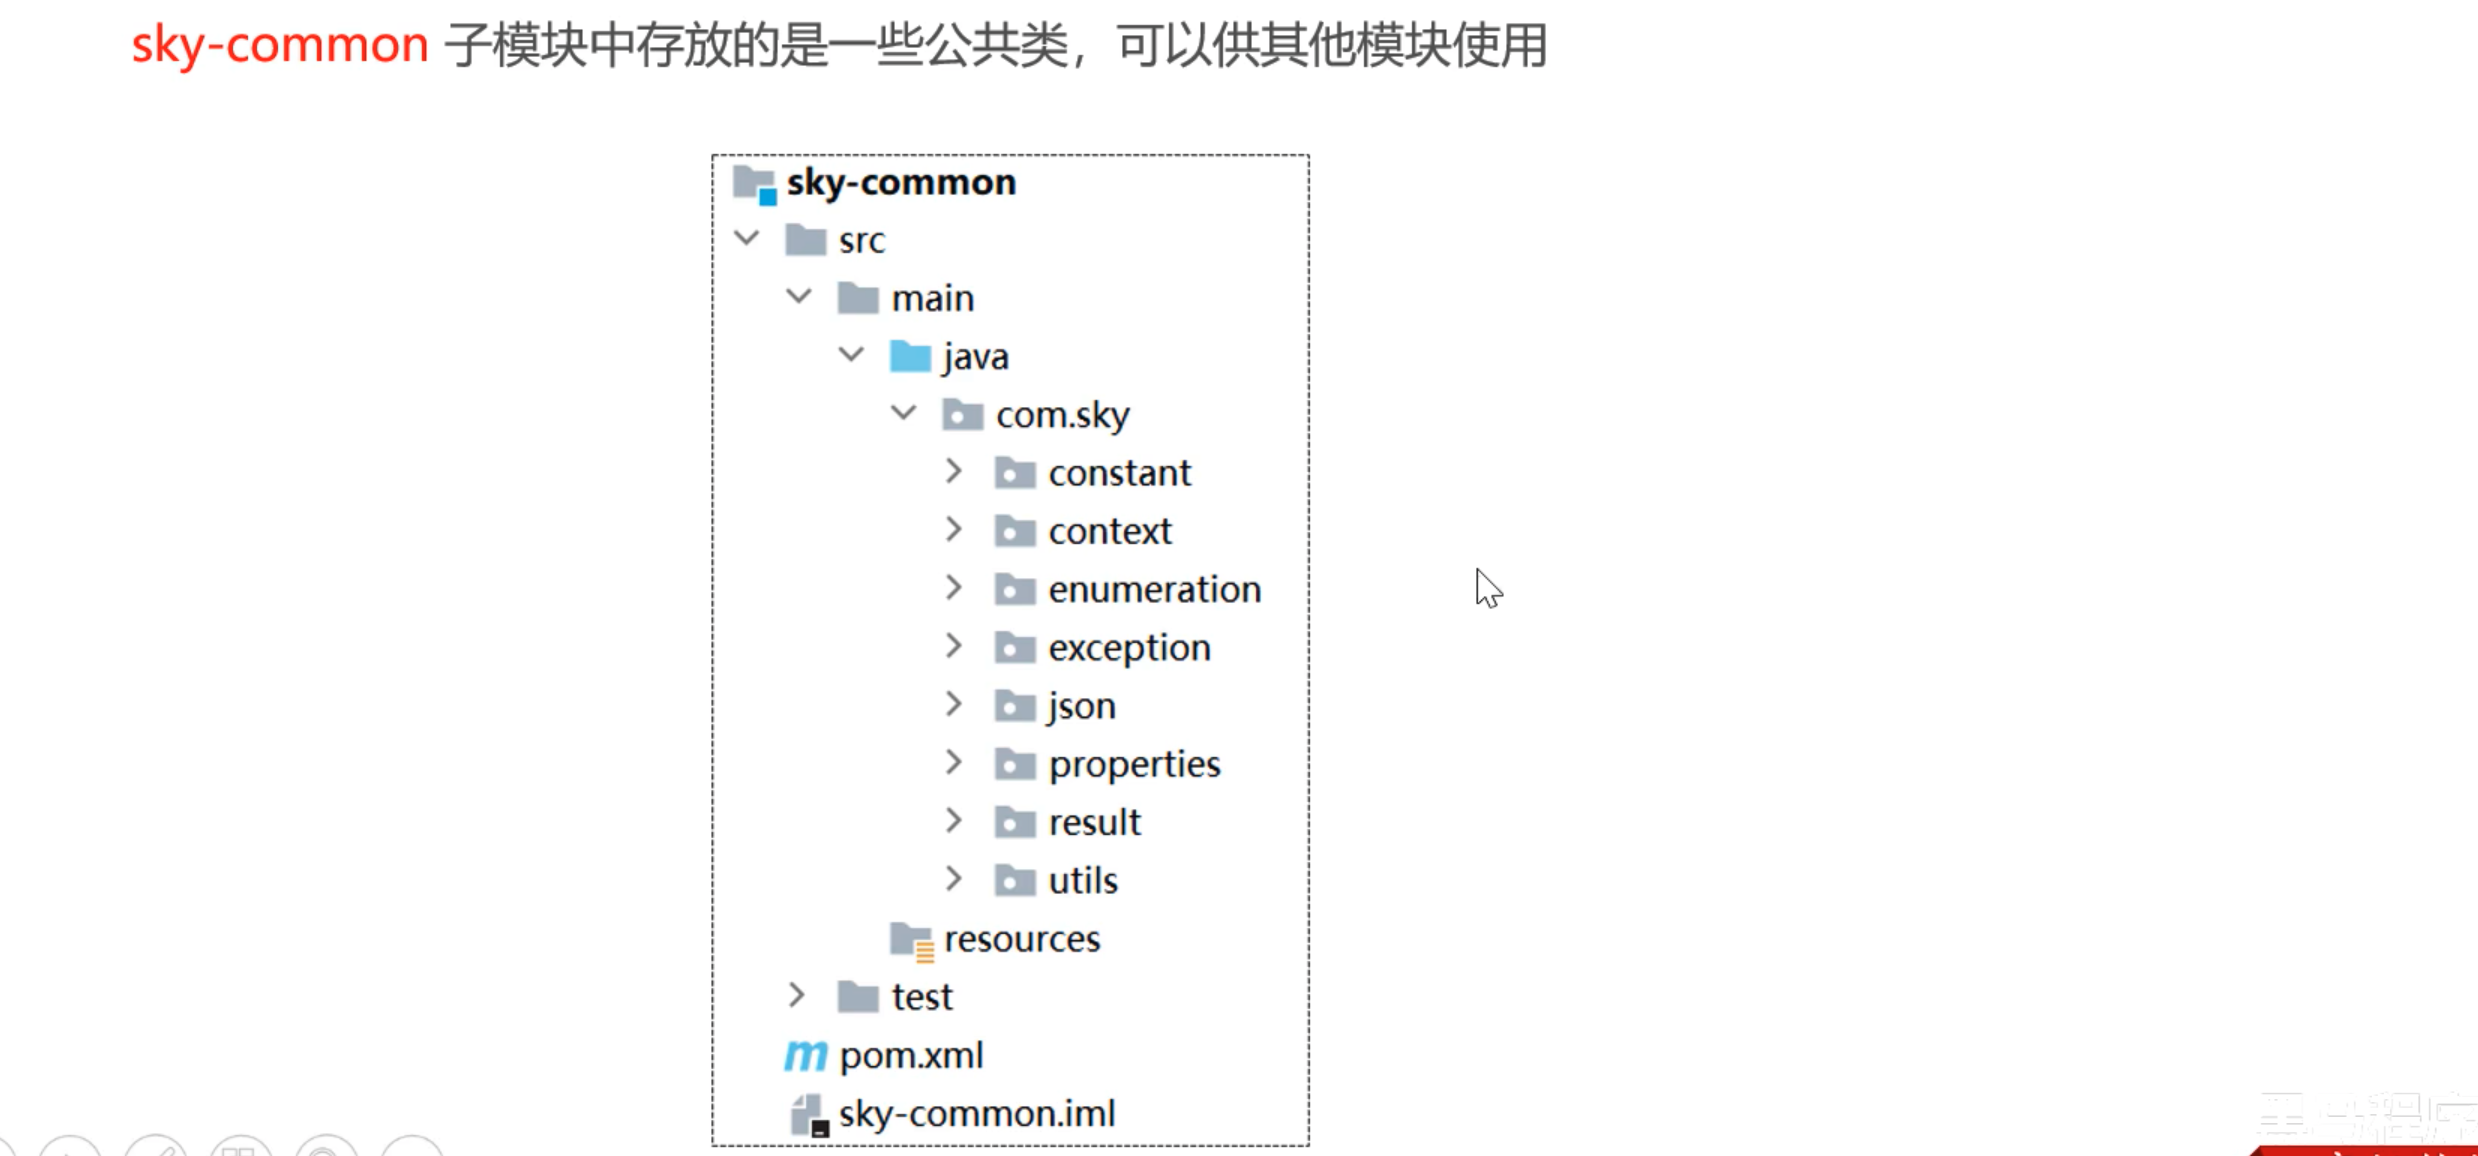 sky-common 子模块中存放的是一些公共类，可以供其他模块使用
sky-common
src
main
java
com.sky
constant
context
enumeration
exception
json
properties
result
utils
resources
test
pom.xml
sky-common.iml